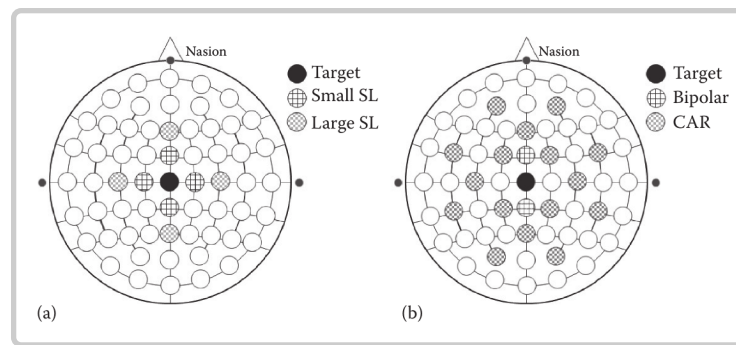 Nasion
Target
Small SL
Large SL
(a)
Nasion
Target
Bipolar
CAR
(b)